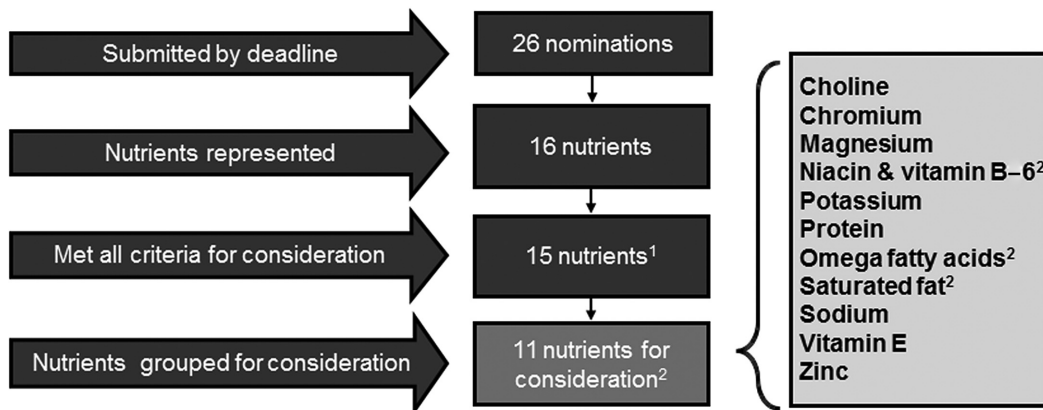 Submitted by deadline
26 nominations
Nutrients represented
16 nutrients
Met all criteria for consideration
15 nutrients¹
Nutrients grouped for consideration
11 nutrients for
consideration²
Choline
Chromium
Magnesium
Niacin & vitamin B–6²
Potassium
Protein
Omega fatty acids²
Saturated fat²
Sodium
Vitamin E
Zinc